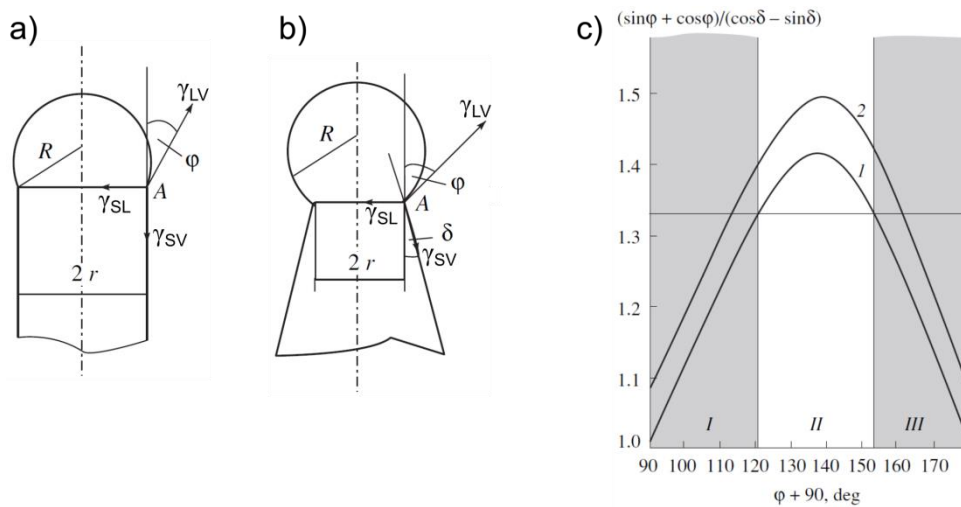 a)
γLV
R
φ
A
γSL
γSV
2 r
b)
γLV
R
φ
A
γSL
δ
γSV
2 r
c)
(sinφ + cosφ)/(cosδ – sinδ)
1.5
2
1.4
1
1.3
1.2
1.1
1.0
I II III
90 100 110 120 130 140 150 160 170
φ + 90, deg